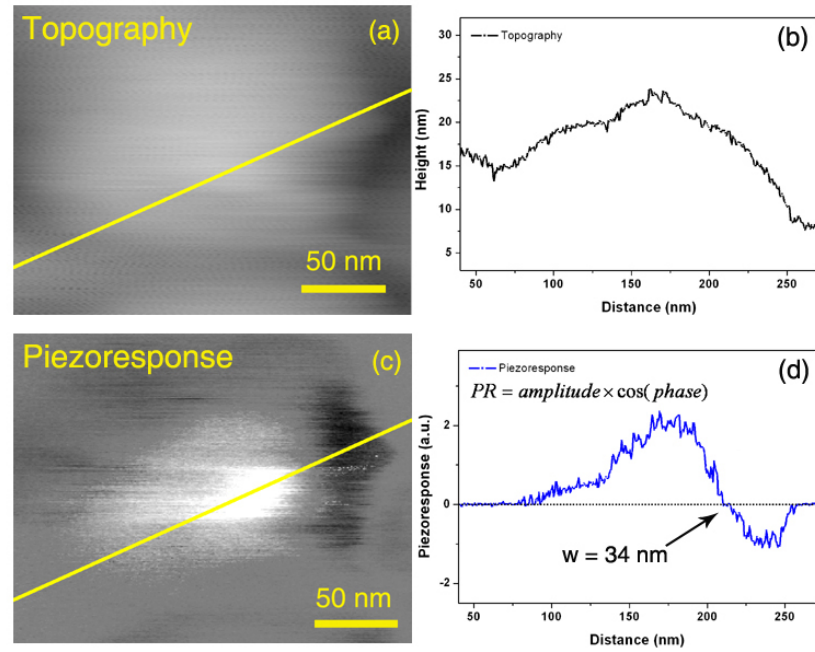 Topography (a)
50 nm
(b)
Topography
Height (nm)
30
25
20
15
10
5
50 100 150 200 250
Distance (nm)
Piezoresponse (c)
50 nm
(d)
Piezoresponse
PR = amplitude × cos( phase)
Piezoresponse (a.u.)
2
0
-2
w = 34 nm
50 100 150 200 250
Distance (nm)